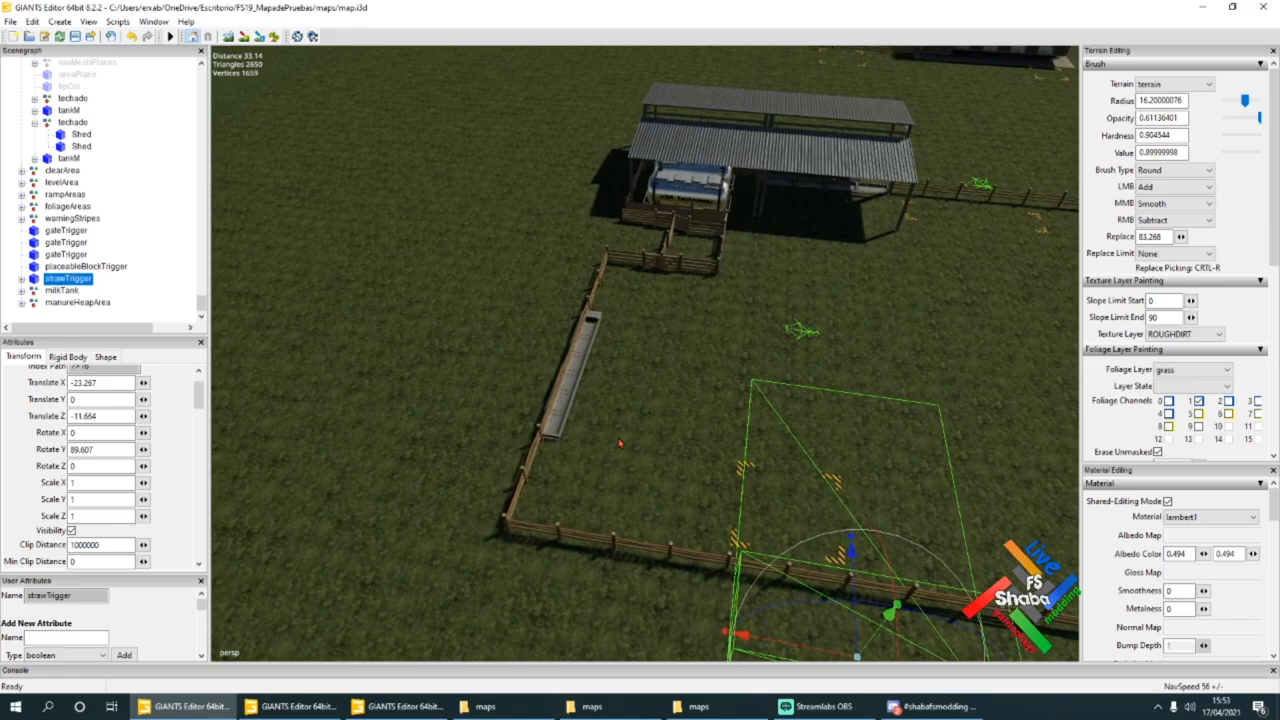 GIANTS Editor 64bit 8.2.2 - C:/Users/erxab/OneDrive/Escritorio/FS19_MapadePruebas/maps/map.i3d
File Edit Create View Scripts Window Help
Scenegraph
navMeshPlanes
areaPlane
tipCol
techado
tankM
techado
Shed
Shed
tankM
clearArea
levelArea
rampAreas
foliageAreas
warningStripes
gateTrigger
gateTrigger
gateTrigger
placeableBlockTrigger
strawTrigger
milkTank
manureHeapArea
Attributes
Transform Rigid Body Shape
Index Path
Translate X -23.267
Translate Y 0
Translate Z -11.654
Rotate X 0
Rotate Y 89.607
Rotate Z 0
Scale X 1
Scale Y 1
Scale Z 1
Visibility
Clip Distance 1000000
Min Clip Distance 0
User Attributes
Name strawTrigger
Add New Attribute
Name
Type boolean Add
Distance 33.14
Triangles 2650
Vertices 1659
persp
Live
FS
Shaba
modding
Terrain Editing
Brush
Terrain terrain
Radius 16.20000076
Opacity 0.61136401
Hardness 0.904544
Value 0.89999998
Brush Type Round
LMB Add
MMB Smooth
RMB Subtract
Replace 83.268
Replace Limit None
Replace Picking: CRTL-R
Texture Layer Painting
Slope Limit Start 0
Slope Limit End 90
Texture Layer ROUGHDIRT
Foliage Layer Painting
Foliage Layer grass
Layer State
Foliage Channels 0 1 2 3
4 5 6 7
8 9 10 11
12 13 14 15
Erase Unmasked
Material Editing
Material
Shared-Editing Mode
Material lambert1
Albedo Map
Albedo Color 0.494 0.494
Gloss Map
Smoothness 0
Metalness 0
Normal Map
Bump Depth 1
Console
Ready
NavSpeed 56 +/-
GIANTS Editor 64bit... GIANTS Editor 64bit... GIANTS Editor 64bit... maps maps maps Streamlabs OBS #shabafsmodding ...
15:53
17/04/2021